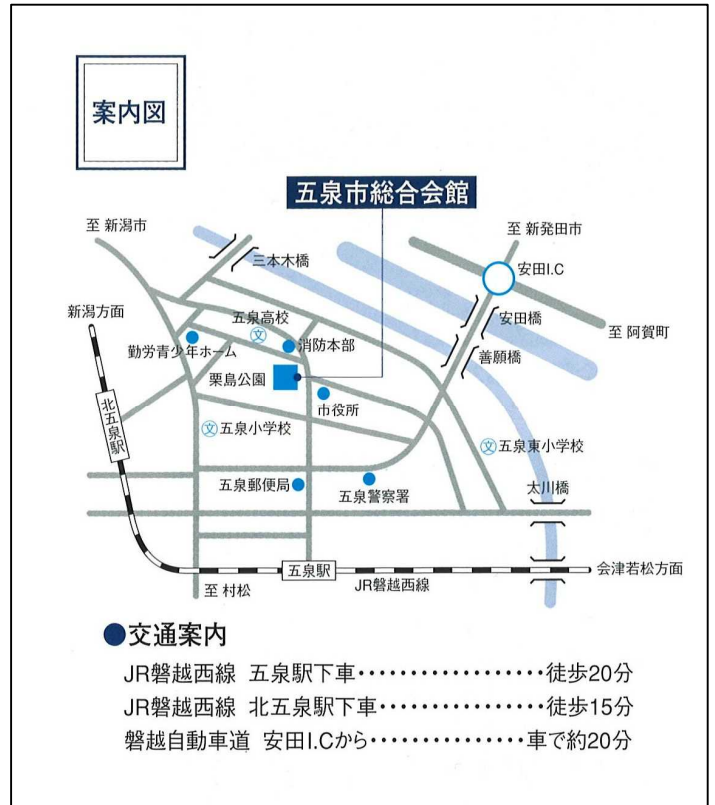 案内図
五泉市総合会館
至 新潟市
至 新発田市
三本木橋
安田I.C
新潟方面
五泉高校
文
安田橋
至 阿賀町
勤労青少年ホーム
消防本部
善願橋
栗島公園
市役所
北五泉駅
文 五泉小学校
文 五泉東小学校
五泉郵便局
五泉警察署
太川橋
五泉駅
会津若松方面
至 村松
JR磐越西線
●交通案内
JR磐越西線 五泉駅下車・・・・・・・・・・・・・・・・・・徒歩20分
JR磐越西線 北五泉駅下車・・・・・・・・・・・・・・・・徒歩15分
磐越自動車道 安田I.Cから・・・・・・・・・・・・・・・車で約20分